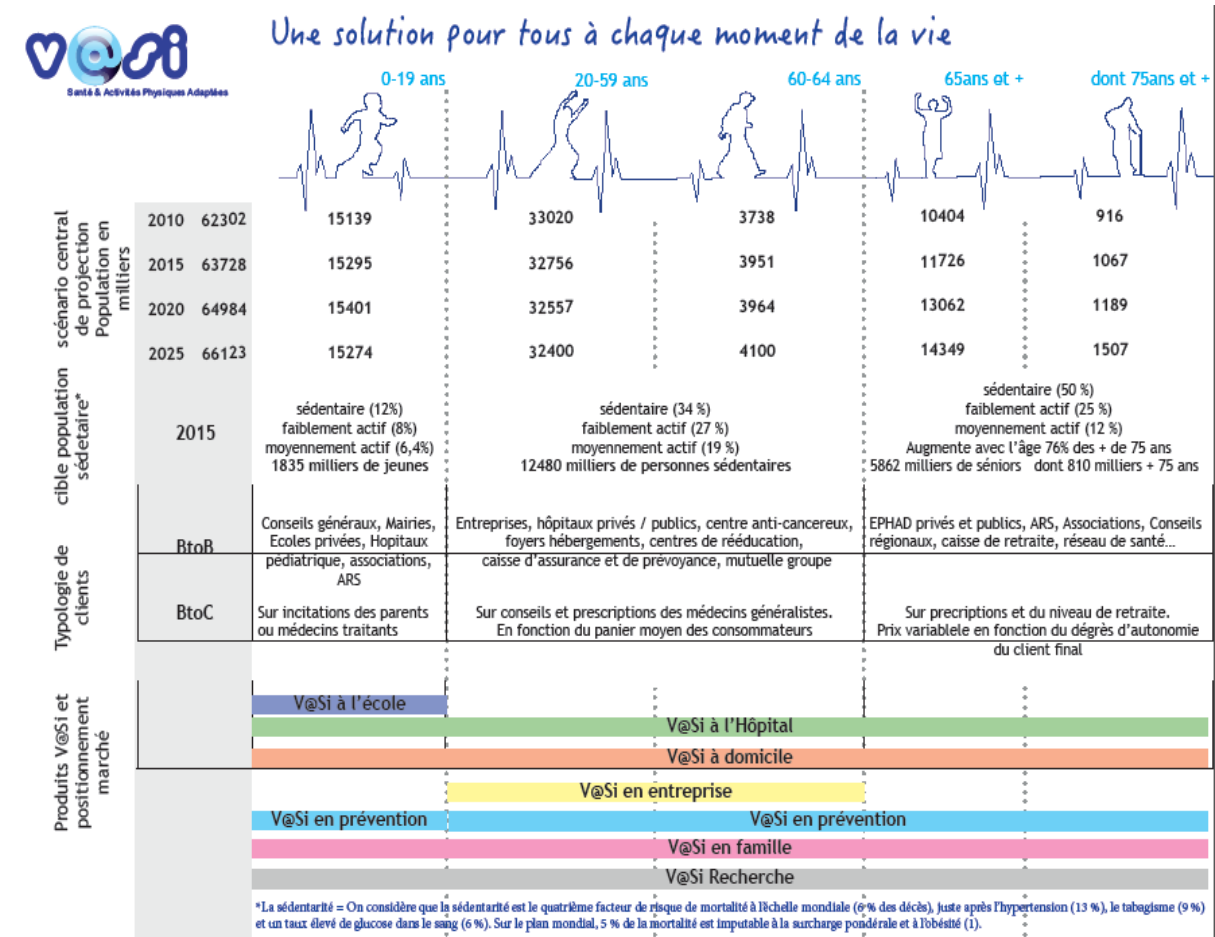 Une solution pour tous à chaque moment de la vie
V@Si
Santé & Activités Physiques Adaptées
0-19 ans
20-59 ans
60-64 ans
65ans et +
dont 75ans et +
scénario central
de projection
Population en
milliers
2010 62302 15139 33020 3738 10404 916
2015 63728 15295 32756 3951 11726 1067
2020 64984 15401 32557 3964 13062 1189
2025 66123 15274 32400 4100 14349 1507
cible population
sédetaire*
2015
sédentaire (12%)
faiblement actif (8%)
moyennement actif (6,4%)
1835 milliers de jeunes
sédentaire (34 %)
faiblement actif (27 %)
moyennement actif (19 %)
12480 milliers de personnes sédentaires
sédentaire (50 %)
faiblement actif (25 %)
moyennement actif (12 %)
Augmente avec l'âge 76% des + de 75 ans
5862 milliers de séniors dont 810 milliers + 75 ans
Typologie de
clients
BtoB
Conseils généraux, Mairies,
Ecoles privées, Hopitaux
pédiatrique, associations,
ARS
Entreprises, hôpitaux privés / publics, centre anti-cancereux,
foyers hébergements, centres de rééducation,
caisse d'assurance et de prévoyance, mutuelle groupe
EPHAD privés et publics, ARS, Associations, Conseils
régionaux, caisse de retraite, réseau de santé...
BtoC
Sur incitations des parents
ou médecins traitants
Sur conseils et prescriptions des médecins généralistes.
En fonction du panier moyen des consommateurs
Sur precriptions et du niveau de retraite.
Prix variablele en fonction du dégrès d'autonomie
du client final
Produits V@Si et
positionnement
marché
V@Si à l'école
V@Si à l'Hôpital
V@Si à domicile
V@Si en entreprise
V@Si en prévention
V@Si en prévention
V@Si en famille
V@Si Recherche
*La sédentarité = On considère que la sédentarité est le quatrième facteur de risque de mortalité à l'échelle mondiale (6 % des décès), juste après l'hypertension (13 %), le tabagisme (9 %)
et un taux élevé de glucose dans le sang (6 %). Sur le plan mondial, 5 % de la mortalité est imputable à la surcharge pondérale et à l'obésité (1).